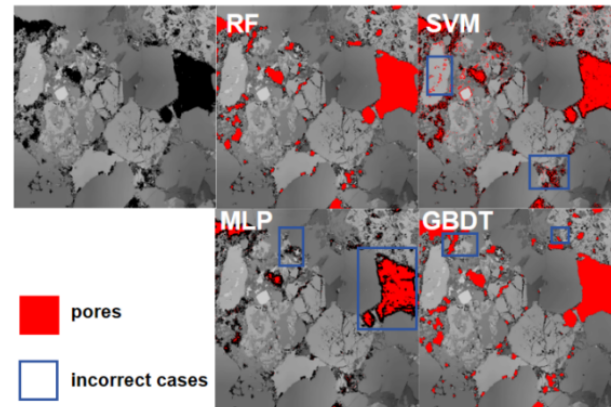 RF
SVM
MLP
GBDT
pores
incorrect cases